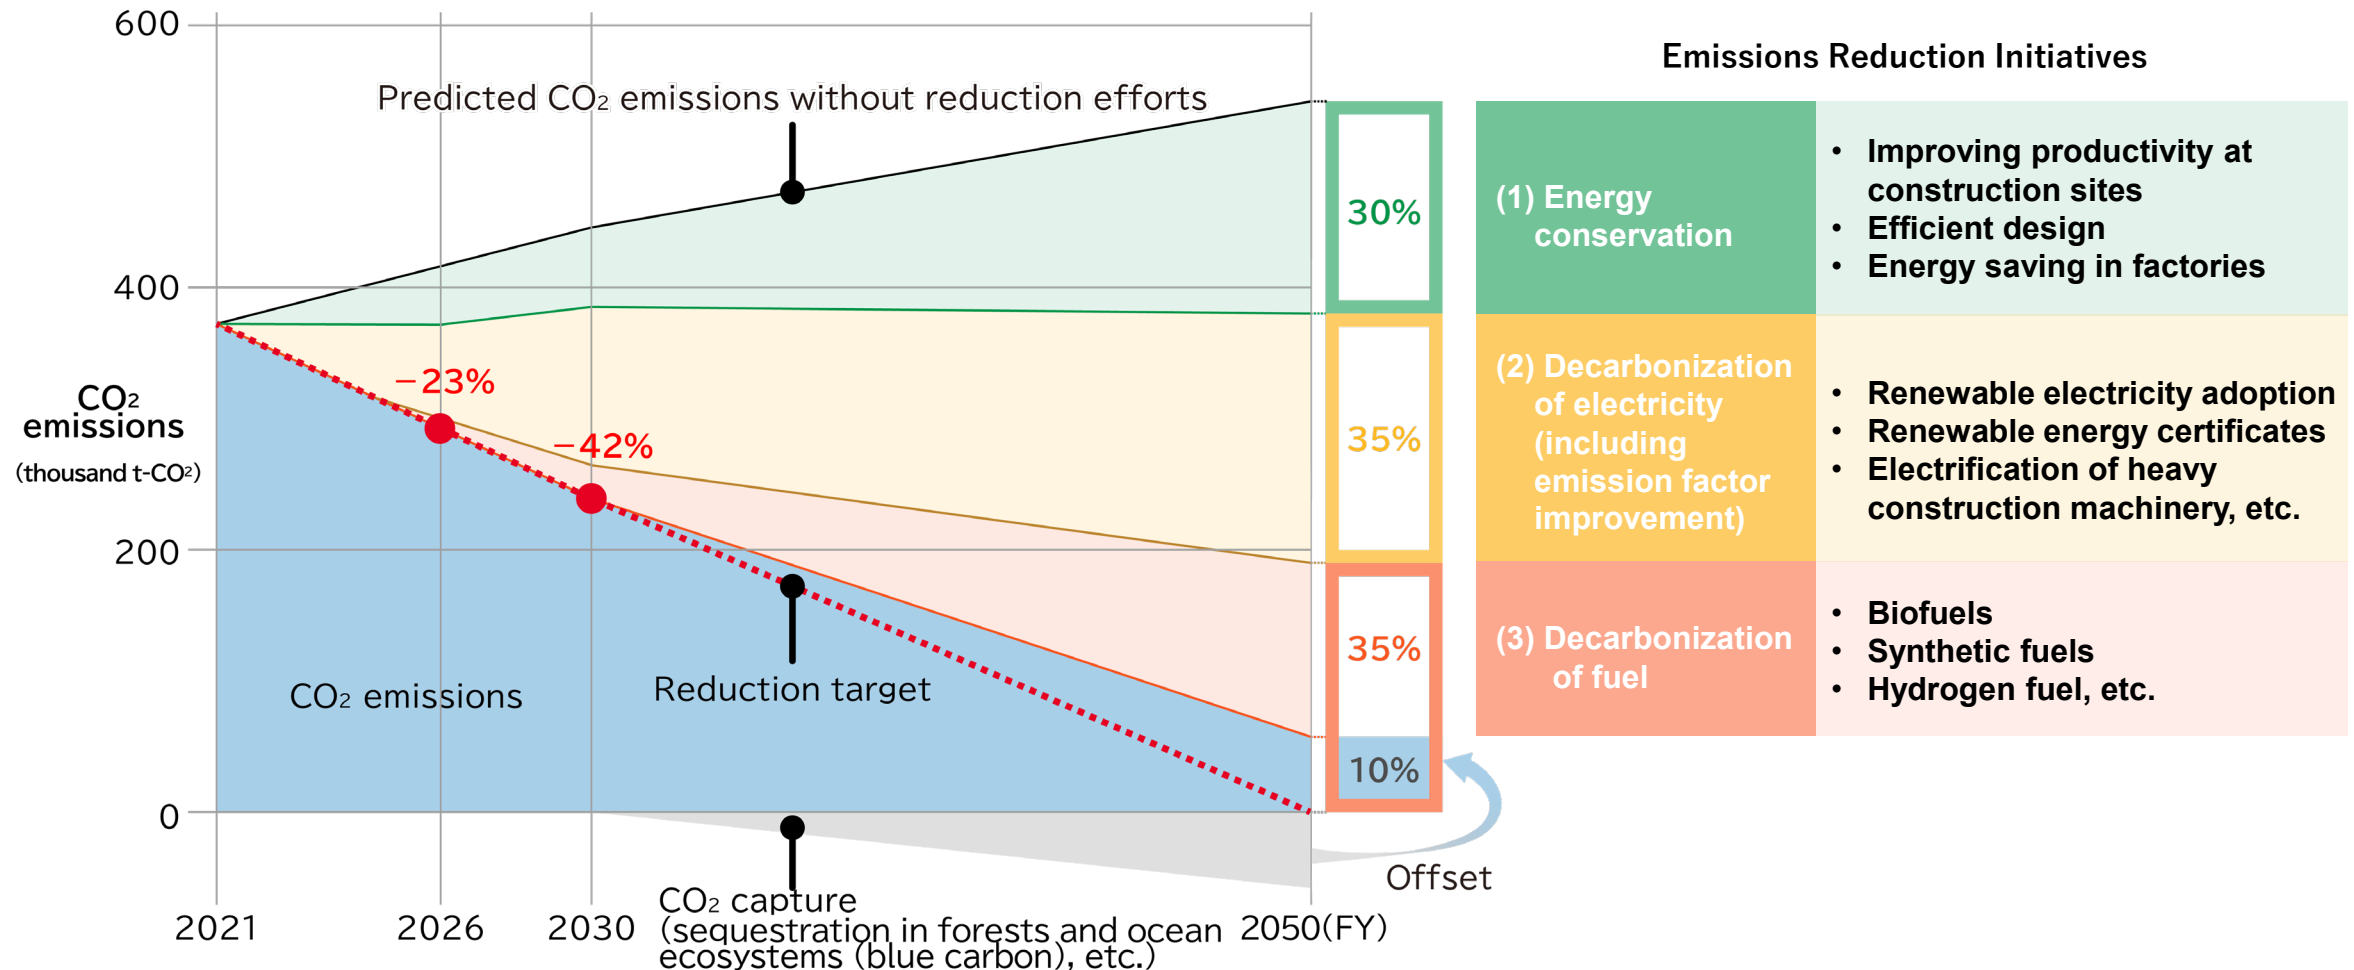 600
400
200
0
CO₂
emissions
(thousand t-CO²)
Predicted CO₂ emissions without reduction efforts
−23%
−42%
CO₂ emissions
Reduction target
CO₂ capture
(sequestration in forests and ocean
ecosystems (blue carbon), etc.)
2021
2026
2030
2050(FY)
30%
35%
35%
10%
Offset
Emissions Reduction Initiatives
(1) Energy
conservation
• Improving productivity at
construction sites
• Efficient design
• Energy saving in factories
(2) Decarbonization
of electricity
(including
emission factor
improvement)
• Renewable electricity adoption
• Renewable energy certificates
• Electrification of heavy
construction machinery, etc.
(3) Decarbonization
of fuel
• Biofuels
• Synthetic fuels
• Hydrogen fuel, etc.